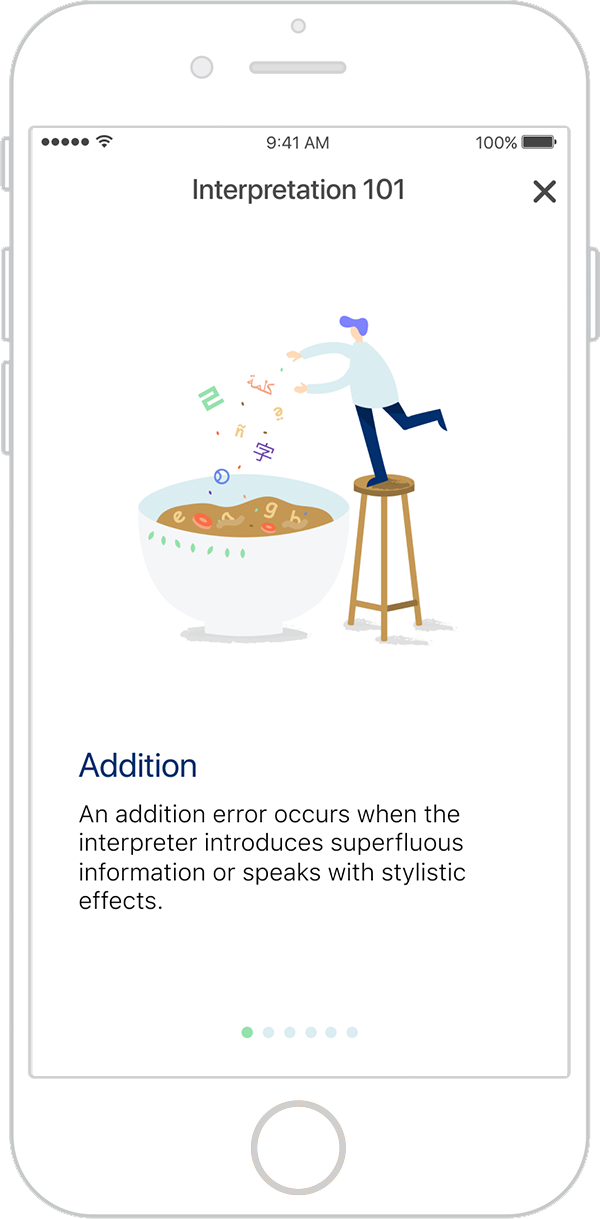 9:41 AM
100%
Interpretation 101
己
كلمة
ñ
字
e
g
h
Addition
An addition error occurs when the
interpreter introduces superfluous
information or speaks with stylistic
effects.